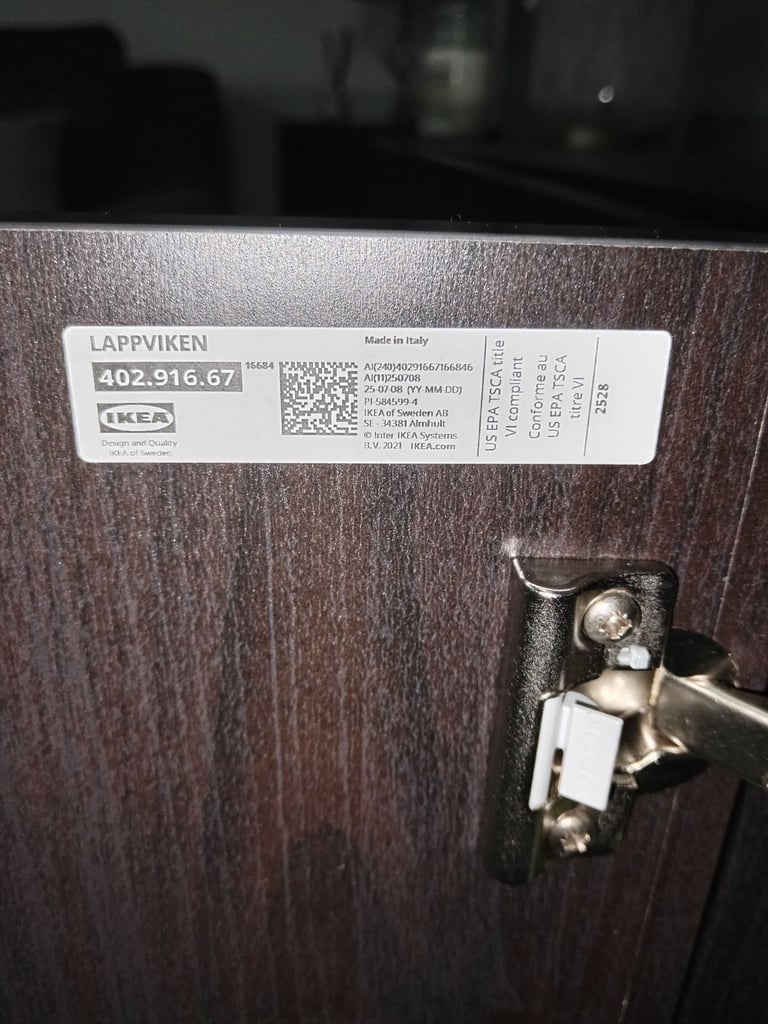 LAPPVIKEN
402.916.67
16684
IKEA
Design and Quality
IKEA of Sweden
Made in Italy
AI(240)40291667166846
AI(11)250708
25-07-08 (YY-MM-DD)
PI-584599-4
IKEA of Sweden AB
SE - 34381 Älmhult
© Inter IKEA Systems
B.V. 2021 IKEA.com
US EPA TSCA title
VI compliant
Conforme au
US EPA TSCA
titre VI
2528
IKEA